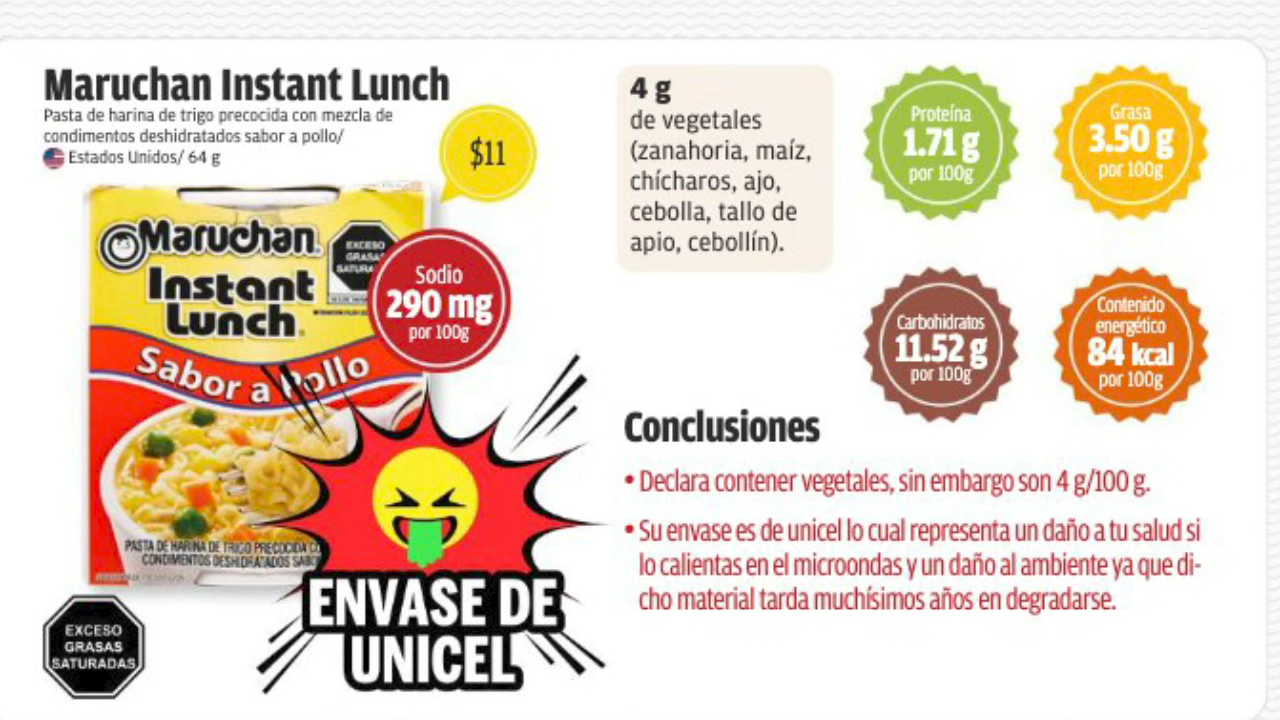 Maruchan Instant Lunch
Pasta de harina de trigo precocida con mezcla de
condimentos deshidratados sabor a pollo/
Estados Unidos/ 64 g
$11
Maruchan
Instant
Lunch
Sabor a Pollo
EXCESO
GRASAS
Sodio
290 mg
por 100g
PASTA DE HARINA DE TRIGO PRECOCIDA
CONDIMENTOS DESHIDRATADOS
ENVASE DE
UNICEL
EXCESO
GRASAS
SATURADAS
4 g
de vegetales
(zanahoria, maíz,
chícharos, ajo,
cebolla, tallo de
apio, cebollín).
Proteína
1.71 g
por 100g
Grasa
3.50 g
por 100g
Carbohidratos
11.52 g
por 100g
Contenido
energético
84 kcal
por 100g
Conclusiones
• Declara contener vegetales, sin embargo son 4 g/100 g.
• Su envase es de unicel lo cual representa un daño a tu salud si
lo calientas en el microondas y un daño al ambiente ya que di-
cho material tarda muchísimos años en degradarse.